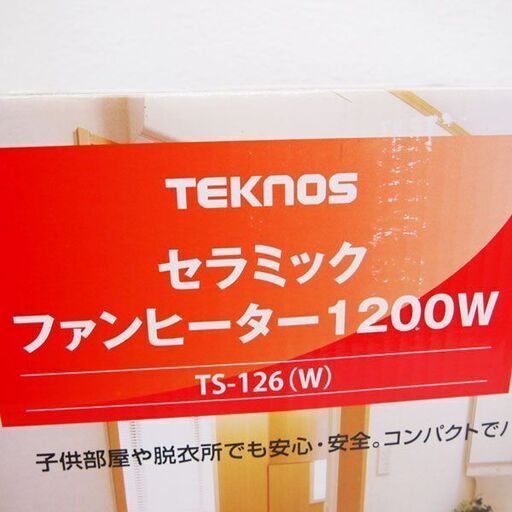 TEKNOS
セラミック
ファンヒーター1200W
TS-126(W)
子供部屋や脱衣所でも安心・安全。コンパクトで